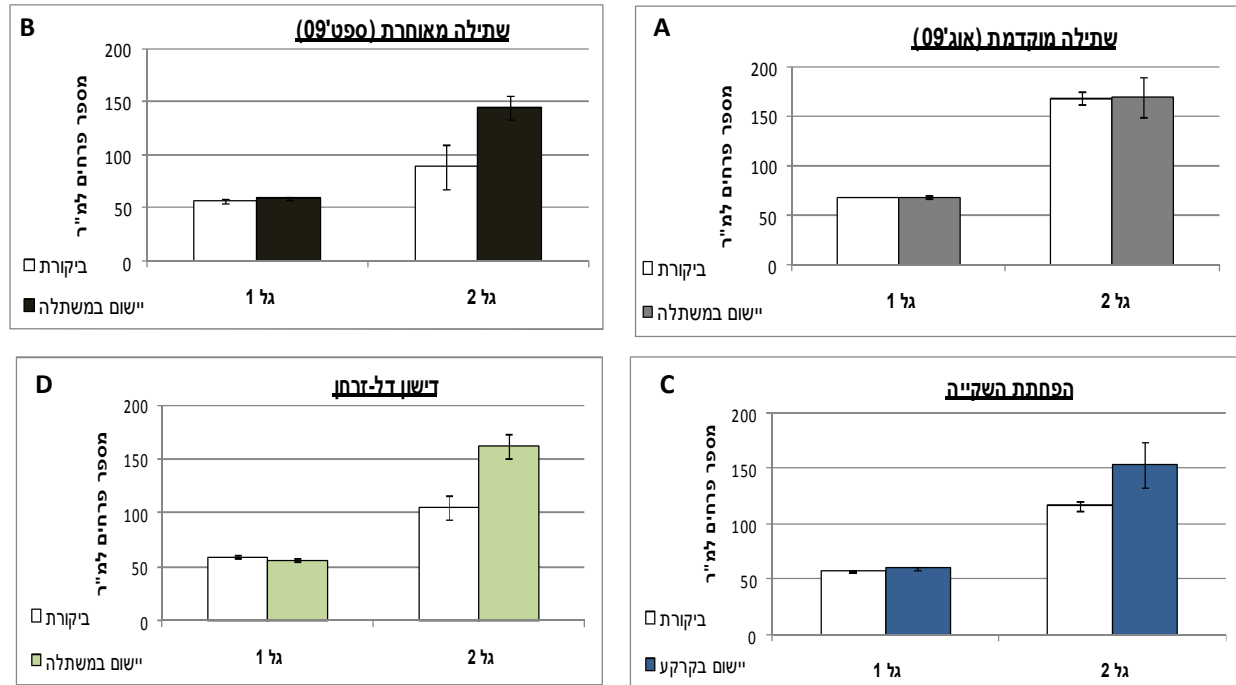 A
שתילה מוקדמת (אוג'09)
מספר פרחים למ"ר
200
150
100
50
0
גל 1
גל 2
ביקורת
יישום במשתלה
B
שתילה מאוחרת (ספט'09)
מספר פרחים למ"ר
200
150
100
50
0
גל 1
גל 2
ביקורת
יישום במשתלה
C
הפחתת השקייה
מספר פרחים למ"ר
200
150
100
50
0
גל 1
גל 2
ביקורת
יישום בקרקע
D
דישון דל-זרחן
מספר פרחים למ"ר
200
150
100
50
0
גל 1
גל 2
ביקורת
יישום במשתלה